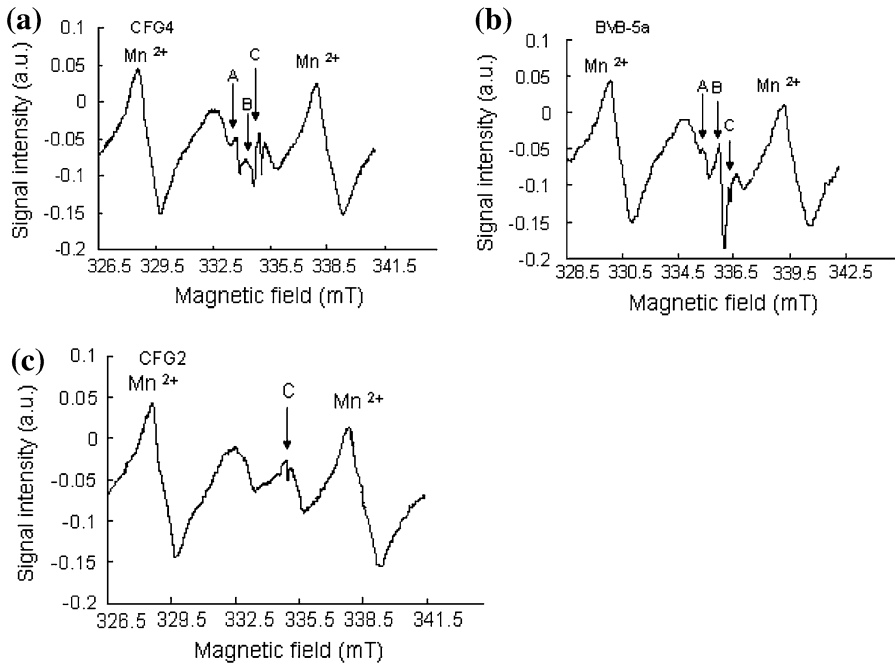 (a)
CFG4
Mn 2+
A
B
C
Mn 2+
Signal intensity (a.u.)
0.1
0.05
0
-0.05
-0.1
-0.15
-0.2
326.5 329.5 332.5 335.5 338.5 341.5
Magnetic field (mT)
(b)
BVB-5a
Mn 2+
A
B
C
Mn 2+
Signal intensity (a.u.)
0.1
0.05
0
-0.05
-0.1
-0.15
-0.2
328.5 330.5 334.5 336.5 339.5 342.5
Magnetic field (mT)
(c)
CFG2
Mn 2+
C
Mn 2+
Signal intensity (a.u.)
0.1
0.05
0
-0.05
-0.1
-0.15
-0.2
326.5 329.5 332.5 335.5 338.5 341.5
Magnetic field (mT)